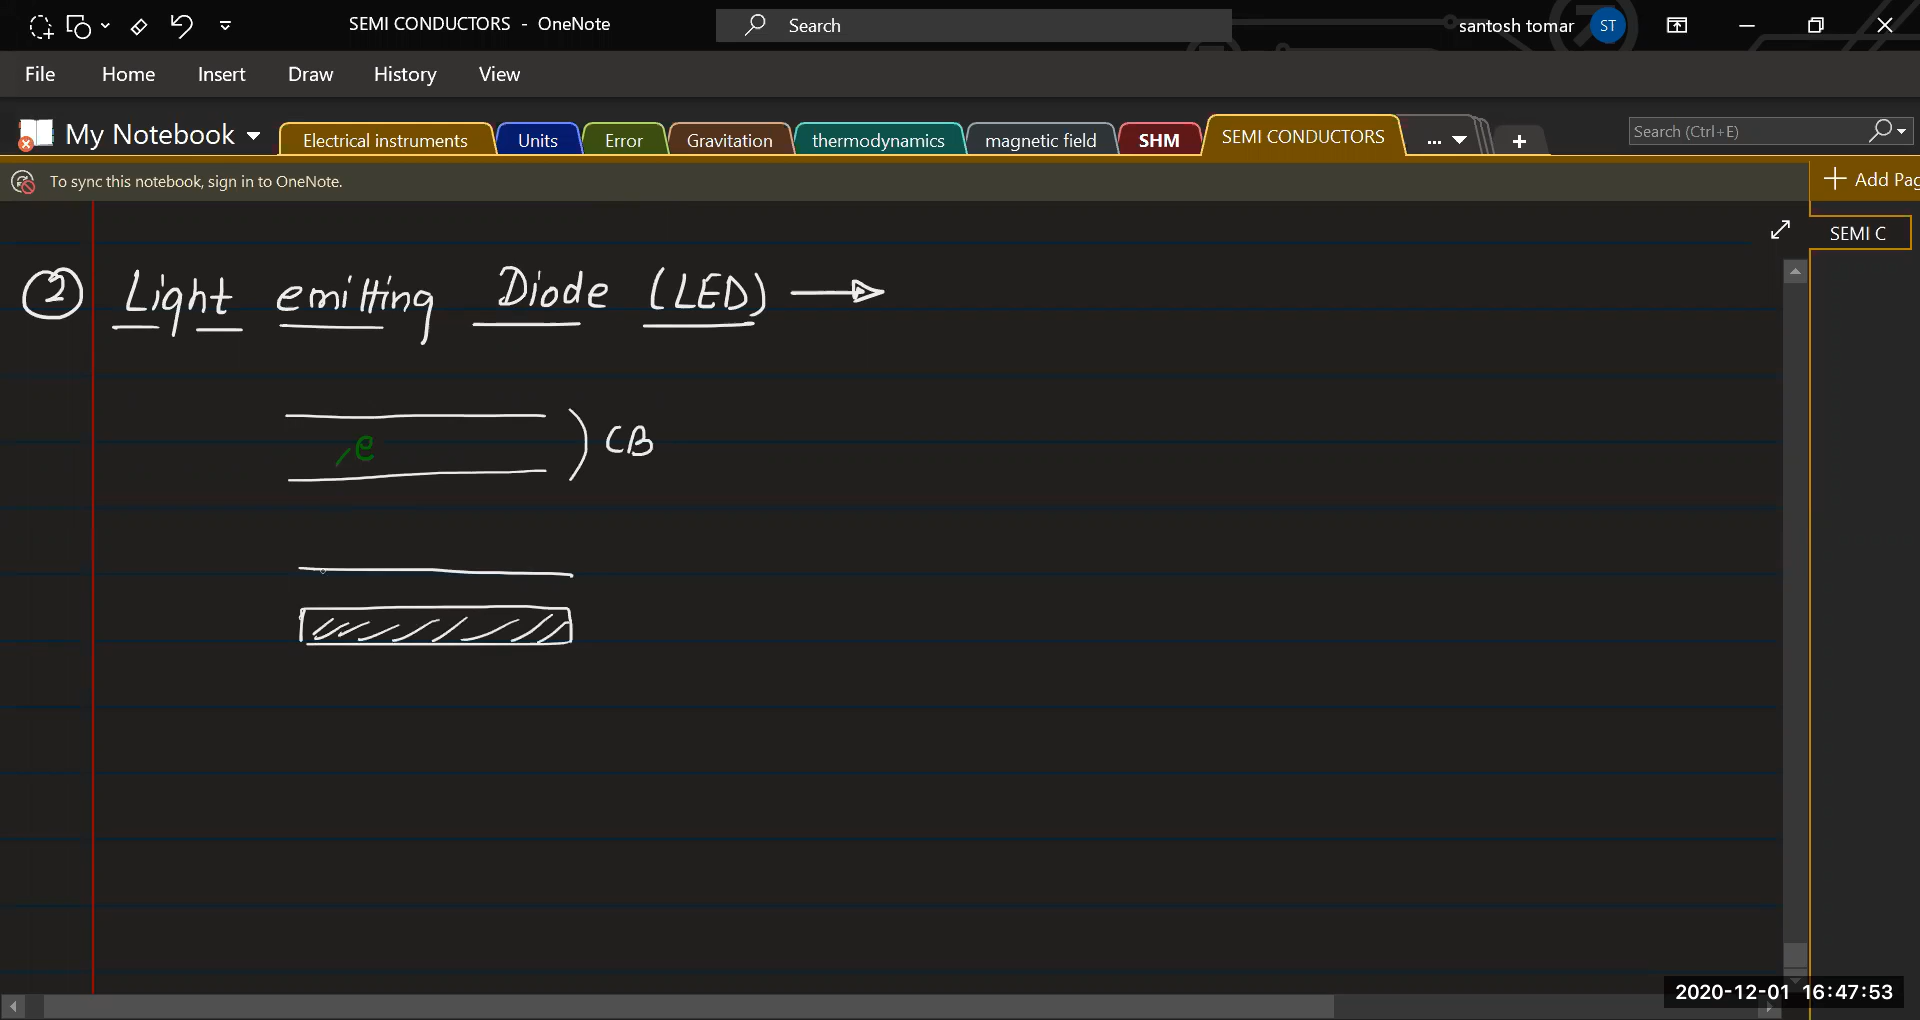 SEMI CONDUCTORS - OneNote
Search
santosh tomar
ST
File Home Insert Draw History View
My Notebook
Electrical instruments Units Error Gravitation thermodynamics magnetic field SHM SEMI CONDUCTORS ... +
Search (Ctrl+E)
To sync this notebook, sign in to OneNote.
Add Pag
SEMI C
② Light emitting Diode (LED) →
e
CB
2020-12-01 16:47:53